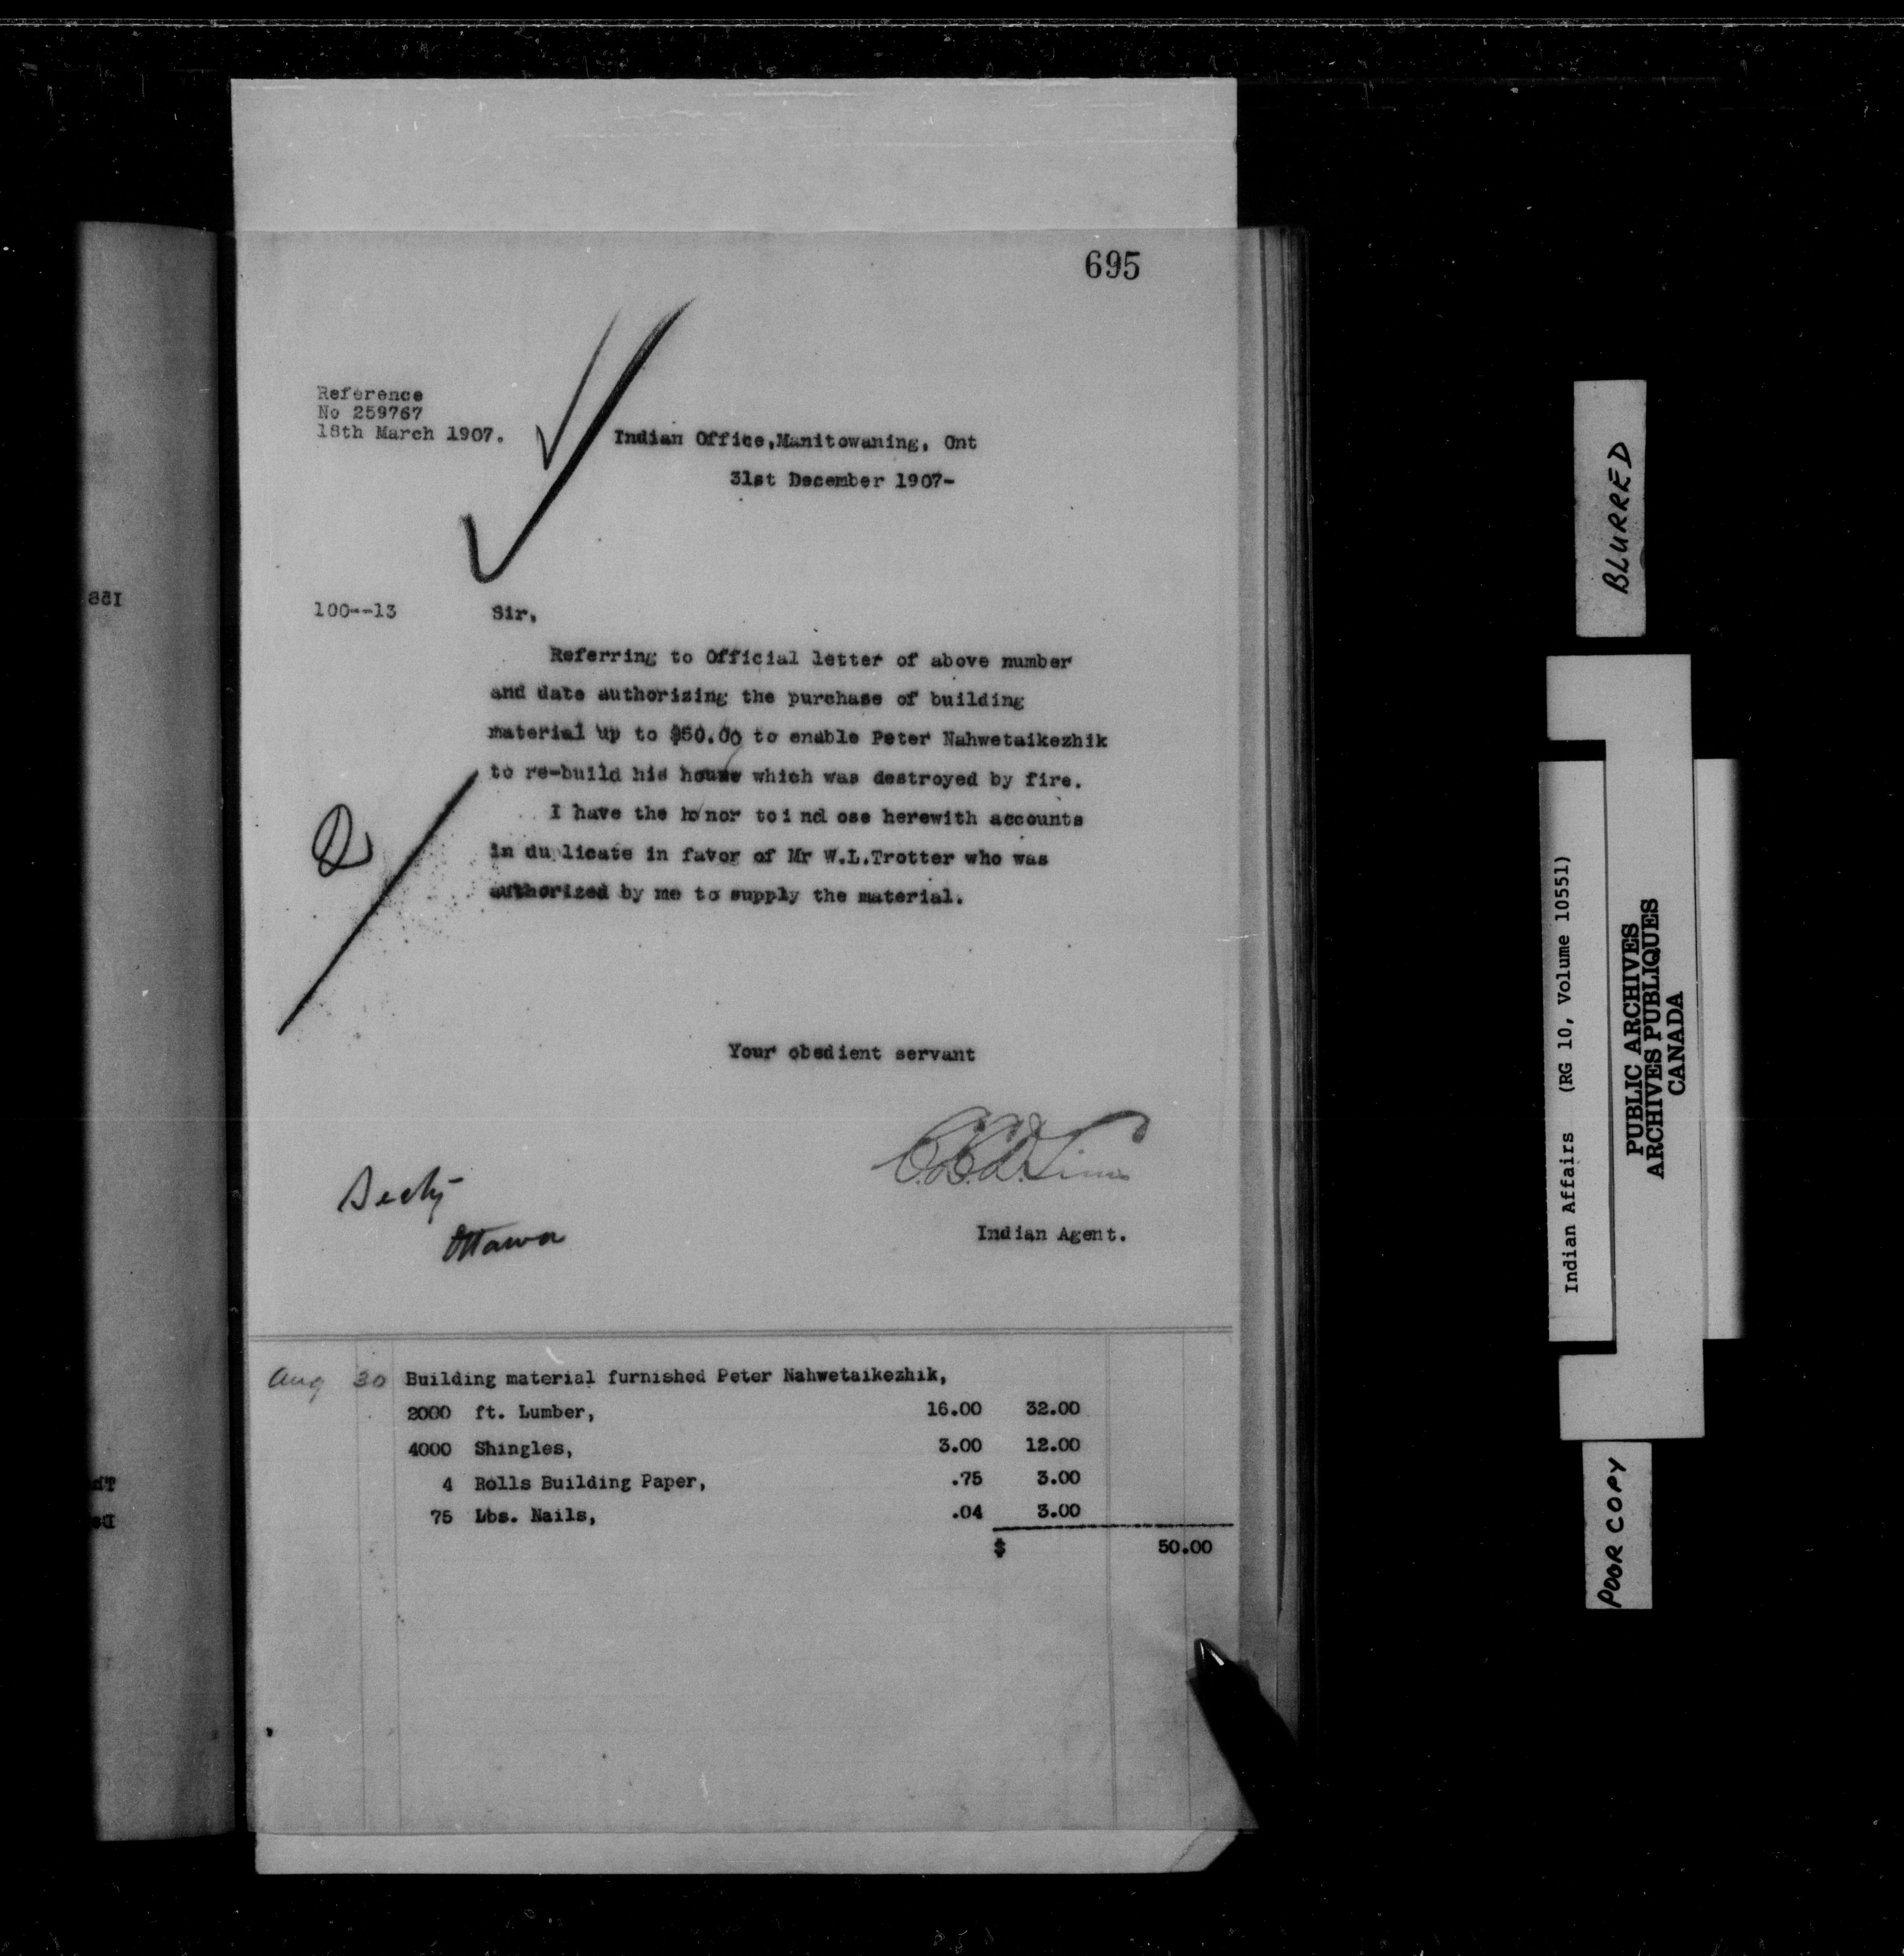 695
Reference
No 259767
18th March 1907.
Indian Office,Manitowaning, Ont
31st December 1907-
100--13
Sir,
Referring to Official letter of above number
and date authorizing the purchase of building
material up to $50.00 to enable Peter Nahwetaikezhik
to re-build his house which was destroyed by fire.
I have the honor toi ncl ose herewith accounts
in duplicate in favor of Mr W.L.Trotter who was
authorized by me to supply the material.
Your obedient servant
Secty
Ottawa
Indian Agent.
Aug 30 Building material furnished Peter Nahwetaikezhik,
2000 ft. Lumber, 16.00 32.00
4000 Shingles, 3.00 12.00
4 Rolls Building Paper, .75 3.00
75 Lbs. Nails, .04 3.00
$ 50.00
BLURRED
Indian Affairs (RG 10, Volume 10551)
PUBLIC ARCHIVES
ARCHIVES PUBLIQUES
CANADA
POOR COPY